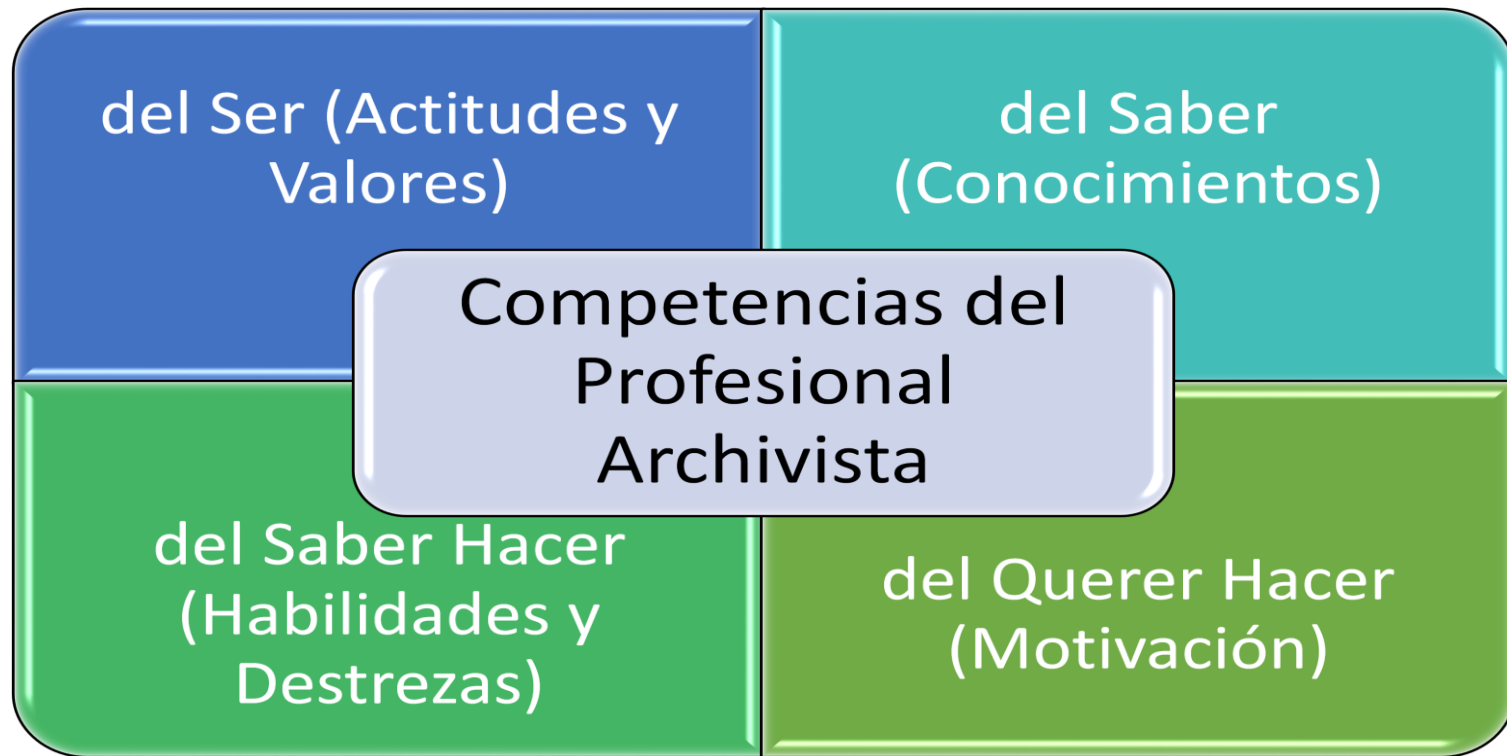 del Ser (Actitudes y
Valores)
del Saber
(Conocimientos)
Competencias del
Profesional
Archivista
del Saber Hacer
(Habilidades y
Destrezas)
del Querer Hacer
(Motivación)